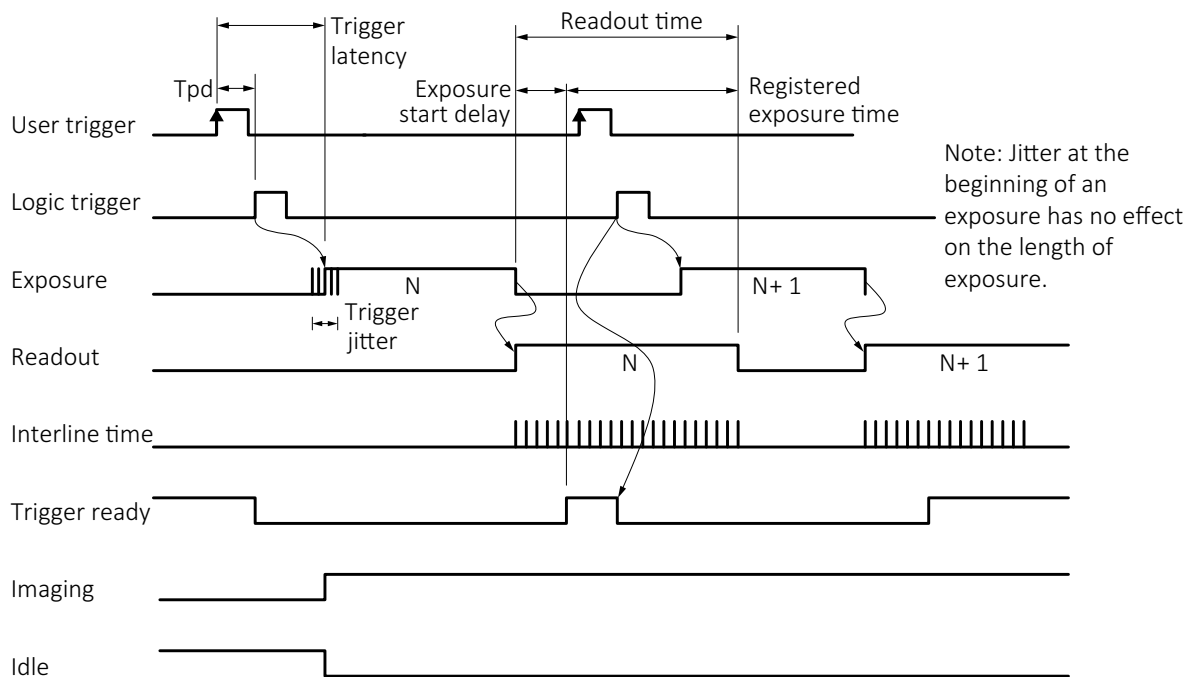 Trigger
latency
Readout time
Tpd
Exposure
start delay
Registered
exposure time
User trigger
Note: Jitter at the
beginning of an
exposure has no effect
on the length of
exposure.
Logic trigger
Exposure
N
N+ 1
Trigger
jitter
Readout
N
N+ 1
Interline time
Trigger ready
Imaging
Idle